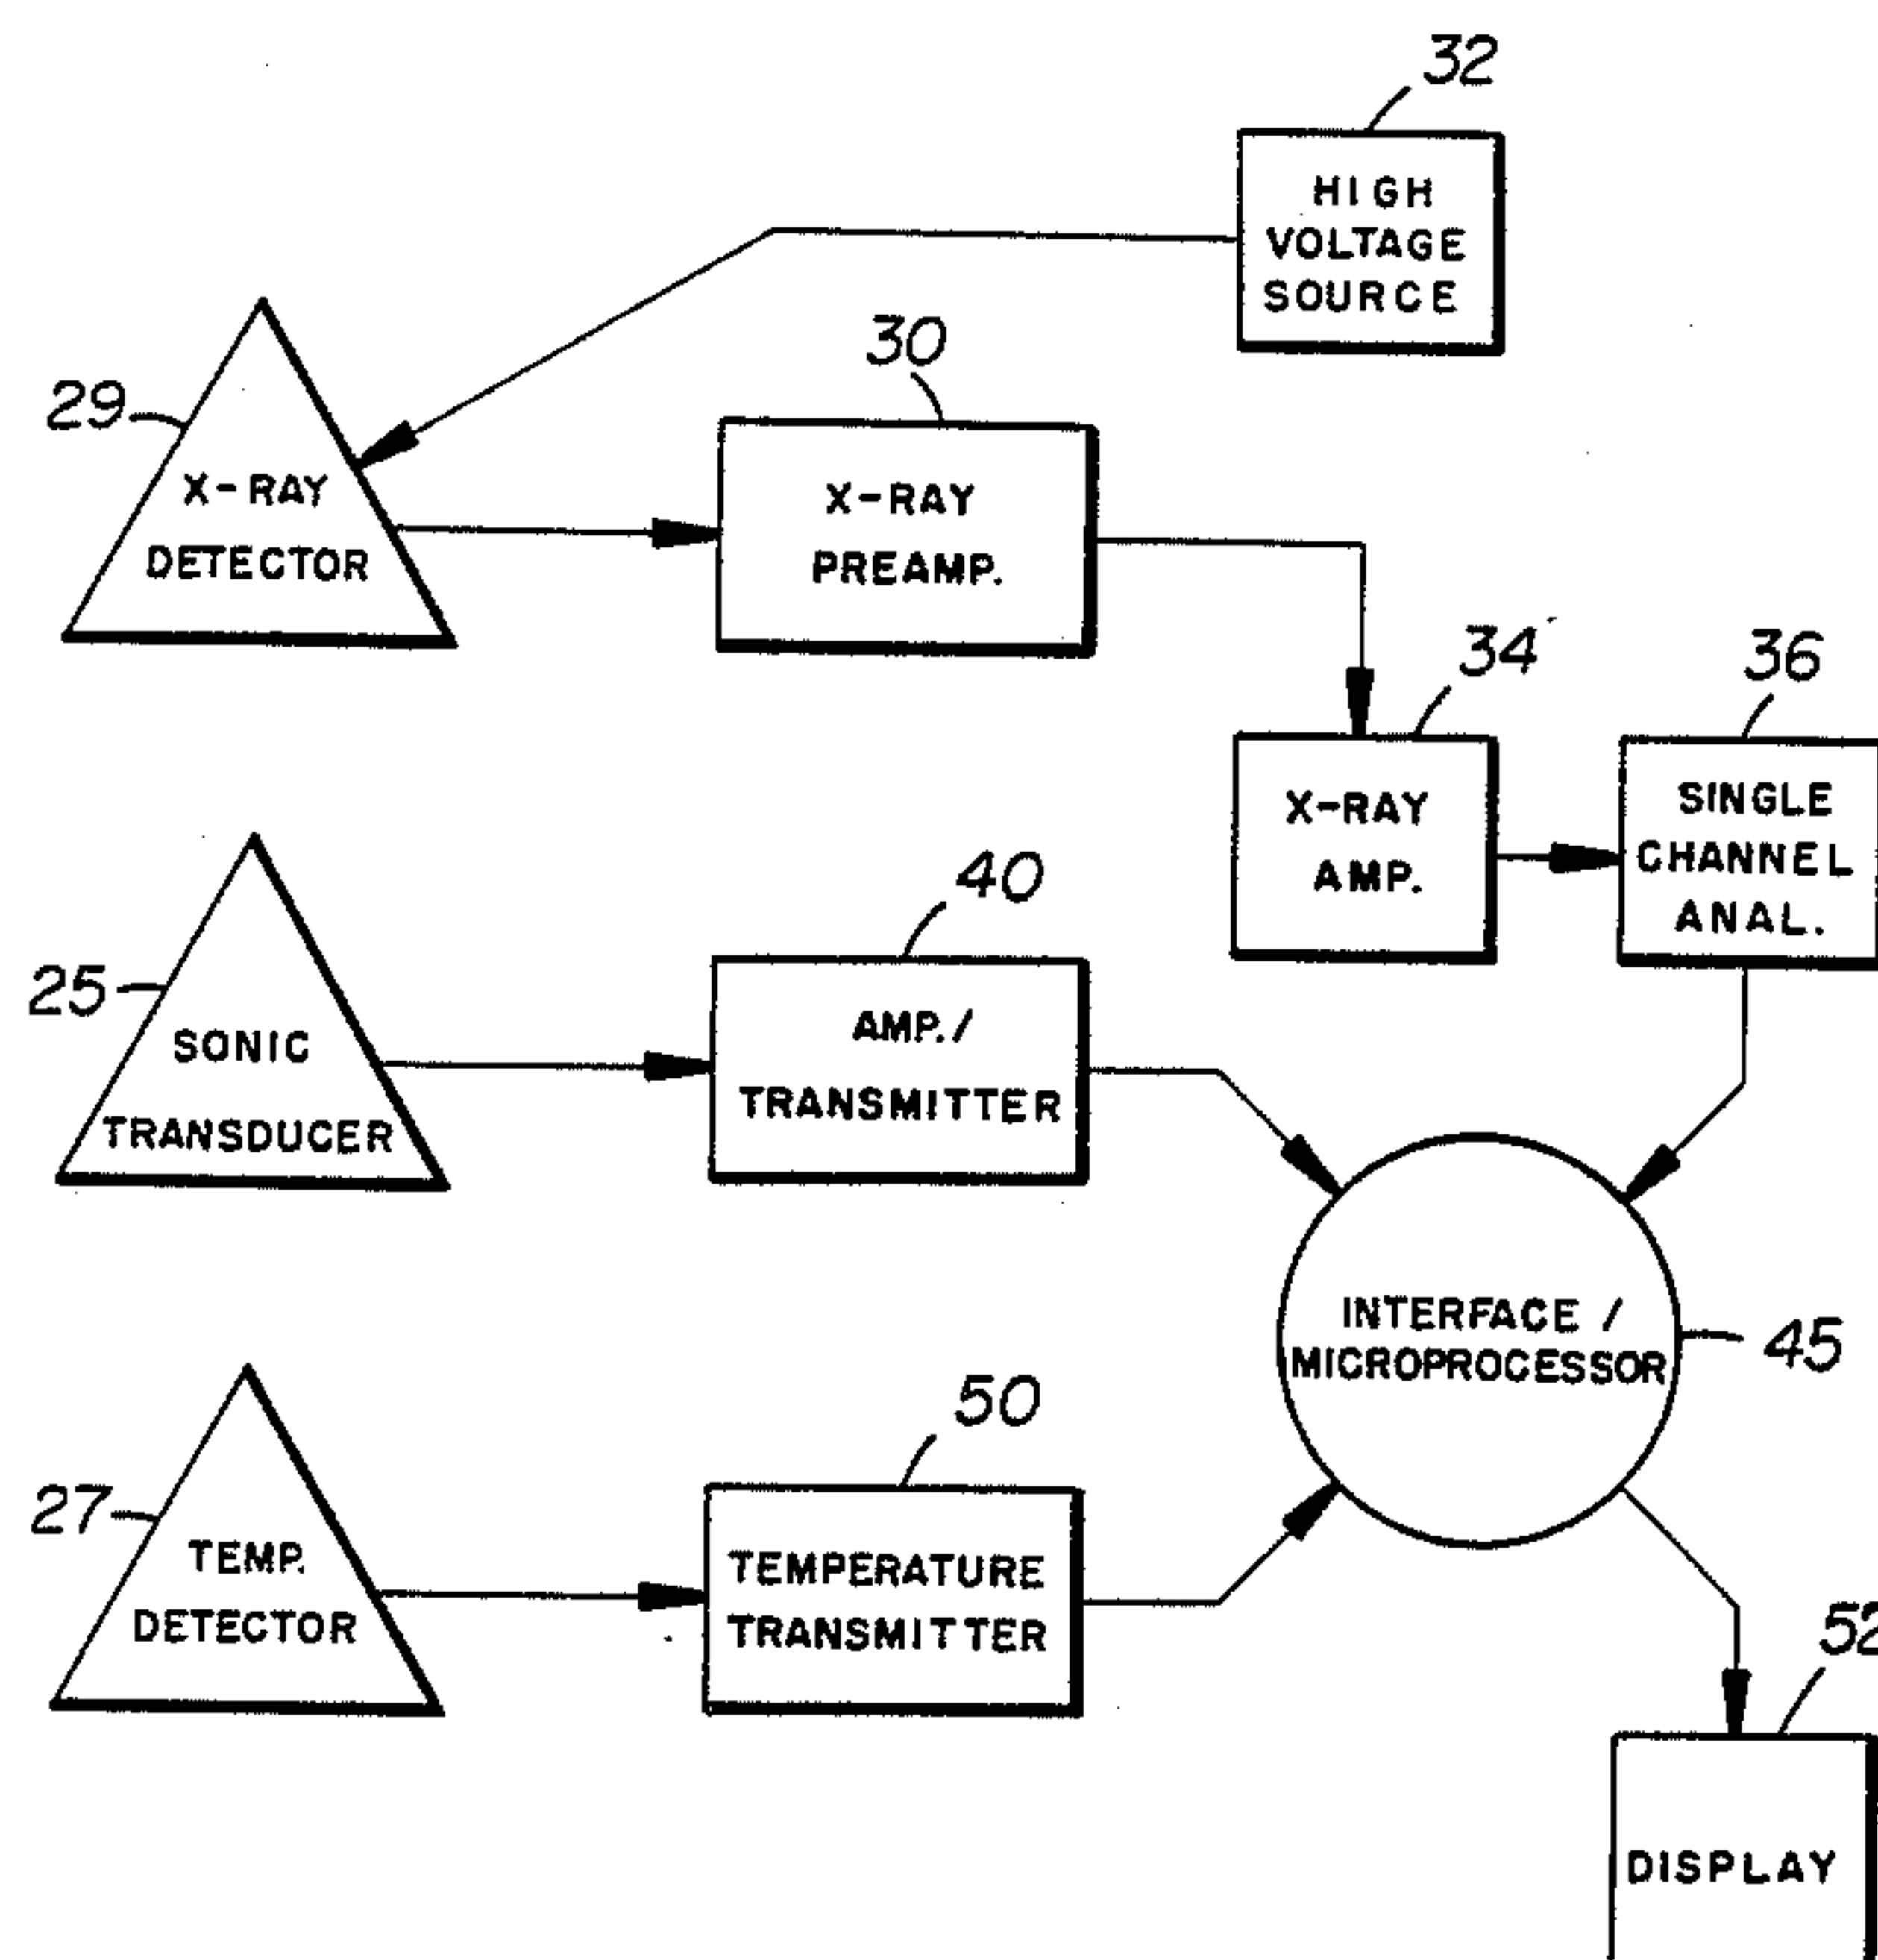 32
HIGH
VOLTAGE
SOURCE
29
X-RAY
DETECTOR
30
X-RAY
PREAMP.
34
X-RAY
AMP.
36
SINGLE
CHANNEL
ANAL.
25
SONIC
TRANSDUCER
40
AMP./
TRANSMITTER
INTERFACE /
MICROPROCESSOR
45
27
TEMP.
DETECTOR
50
TEMPERATURE
TRANSMITTER
52
DISPLAY